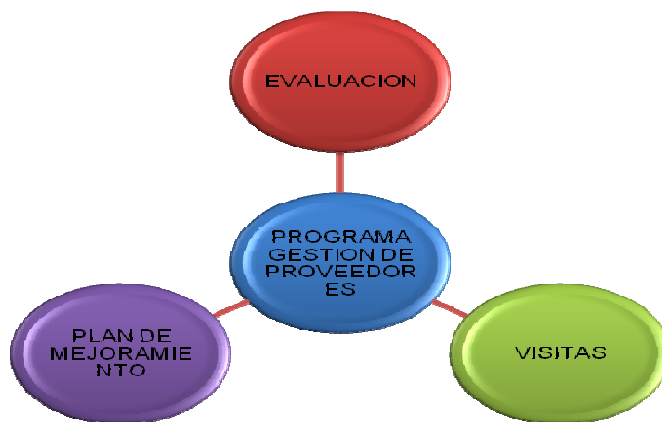 EVALUACION
PROGRAMA
GESTION DE
PROVEEDOR
ES
PLAN DE
MEJORAMIE
NTO
VISITAS